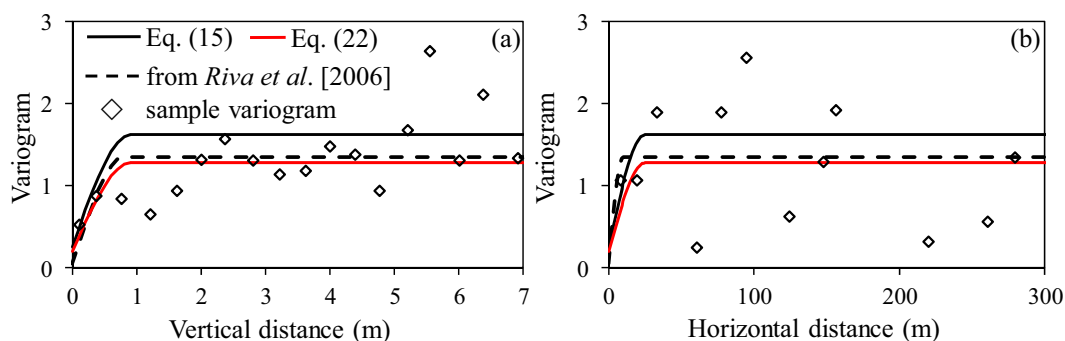 3
2
1
0
Variogram
Eq. (15)
Eq. (22)
(a)
from Riva et al. [2006]
sample variogram
0 1 2 3 4 5 6 7
Vertical distance (m)
3
2
1
0
Variogram
(b)
0 100 200 300
Horizontal distance (m)